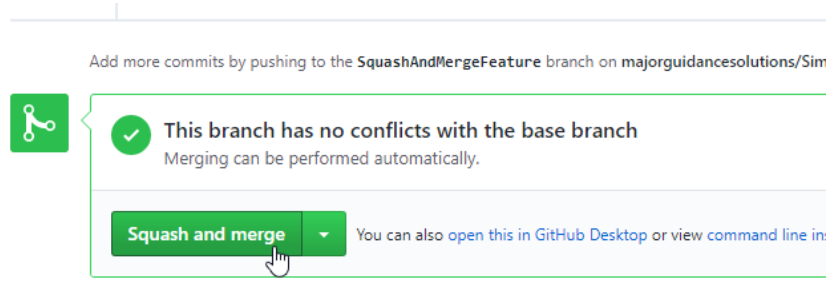 Add more commits by pushing to the SquashAndMergeFeature branch on majorguidancesolutions/Sim
This branch has no conflicts with the base branch
Merging can be performed automatically.
Squash and merge
You can also open this in GitHub Desktop or view command line in